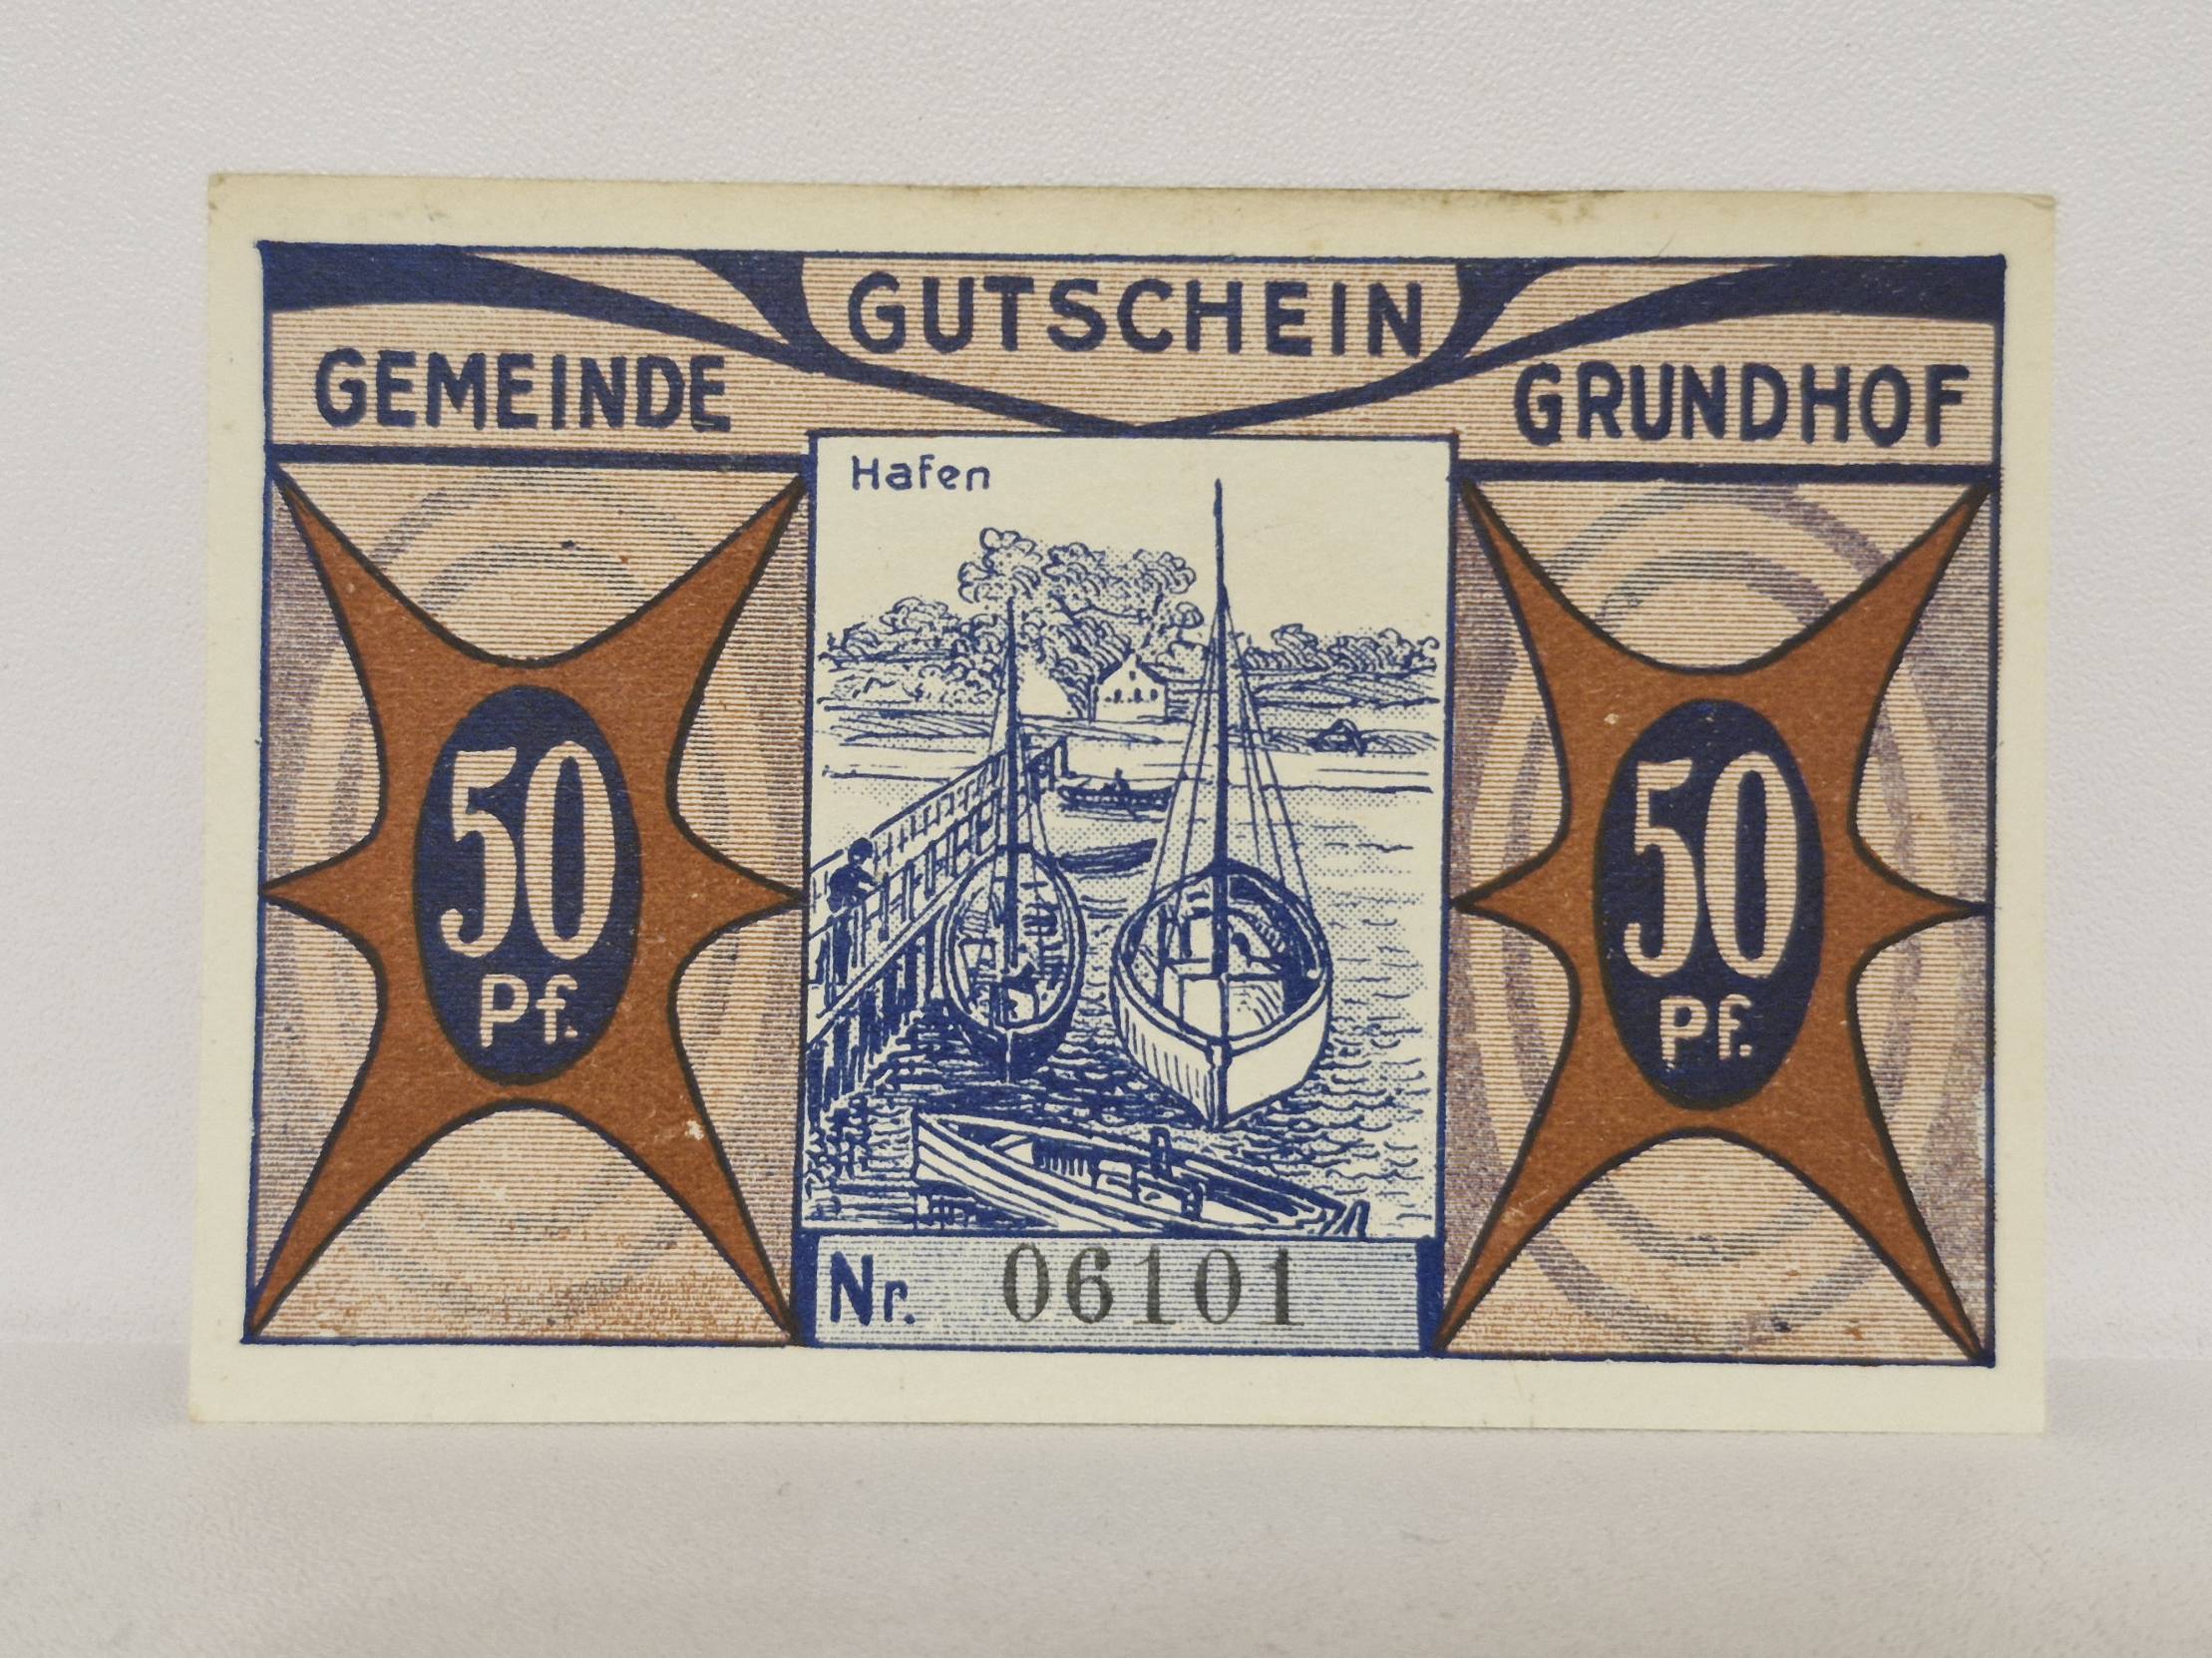 GUTSCHEIN
GEMEINDE GRUNDHOF
Hafen
50 50
Pf. Pf.
Nr. 06101